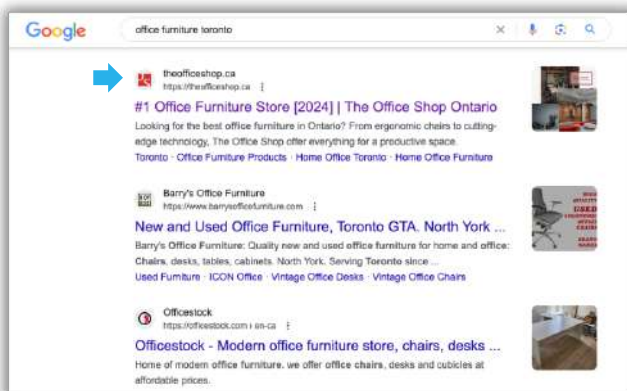 Google
office furniture toronto
theofficeshop.ca
https://theofficeshop.ca
#1 Office Furniture Store [2024] | The Office Shop Ontario
Looking for the best office furniture in Ontario? From ergonomic chairs to cutting-
edge technology, The Office Shop offer everything for a productive space.
Toronto · Office Furniture Products · Home Office Toronto · Home Office Furniture
Barry's Office Furniture
https://www.barrysofficefurniture.com
New and Used Office Furniture, Toronto GTA. North York ...
Barry's Office Furniture: Quality new and used office furniture for home and office:
Chairs, desks, tables, cabinets. North York. Serving Toronto since ...
Used Furniture · ICON Office · Vintage Office Desks · Vintage Office Chairs
USED
Officestock
https://officestock.com › en-ca
Officestock - Modern office furniture store, chairs, desks ...
Home of modern office furniture. we offer office chairs, desks and cubicles at
affordable prices.